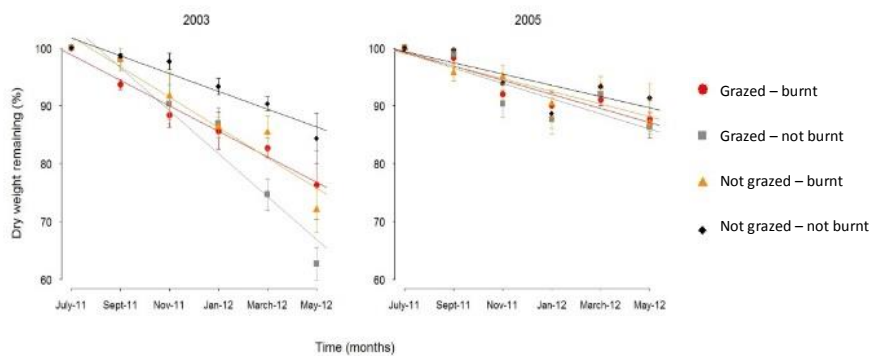 2003
2005
Dry weight remaining (%)
100
90
80
70
60
July-11 Sept-11 Nov-11 Jan-12 March-12 May-12
100
90
80
70
60
July-11 Sept-11 Nov-11 Jan-12 March-12 May-12
Time (months)
Grazed – burnt
Grazed – not burnt
Not grazed – burnt
Not grazed – not burnt